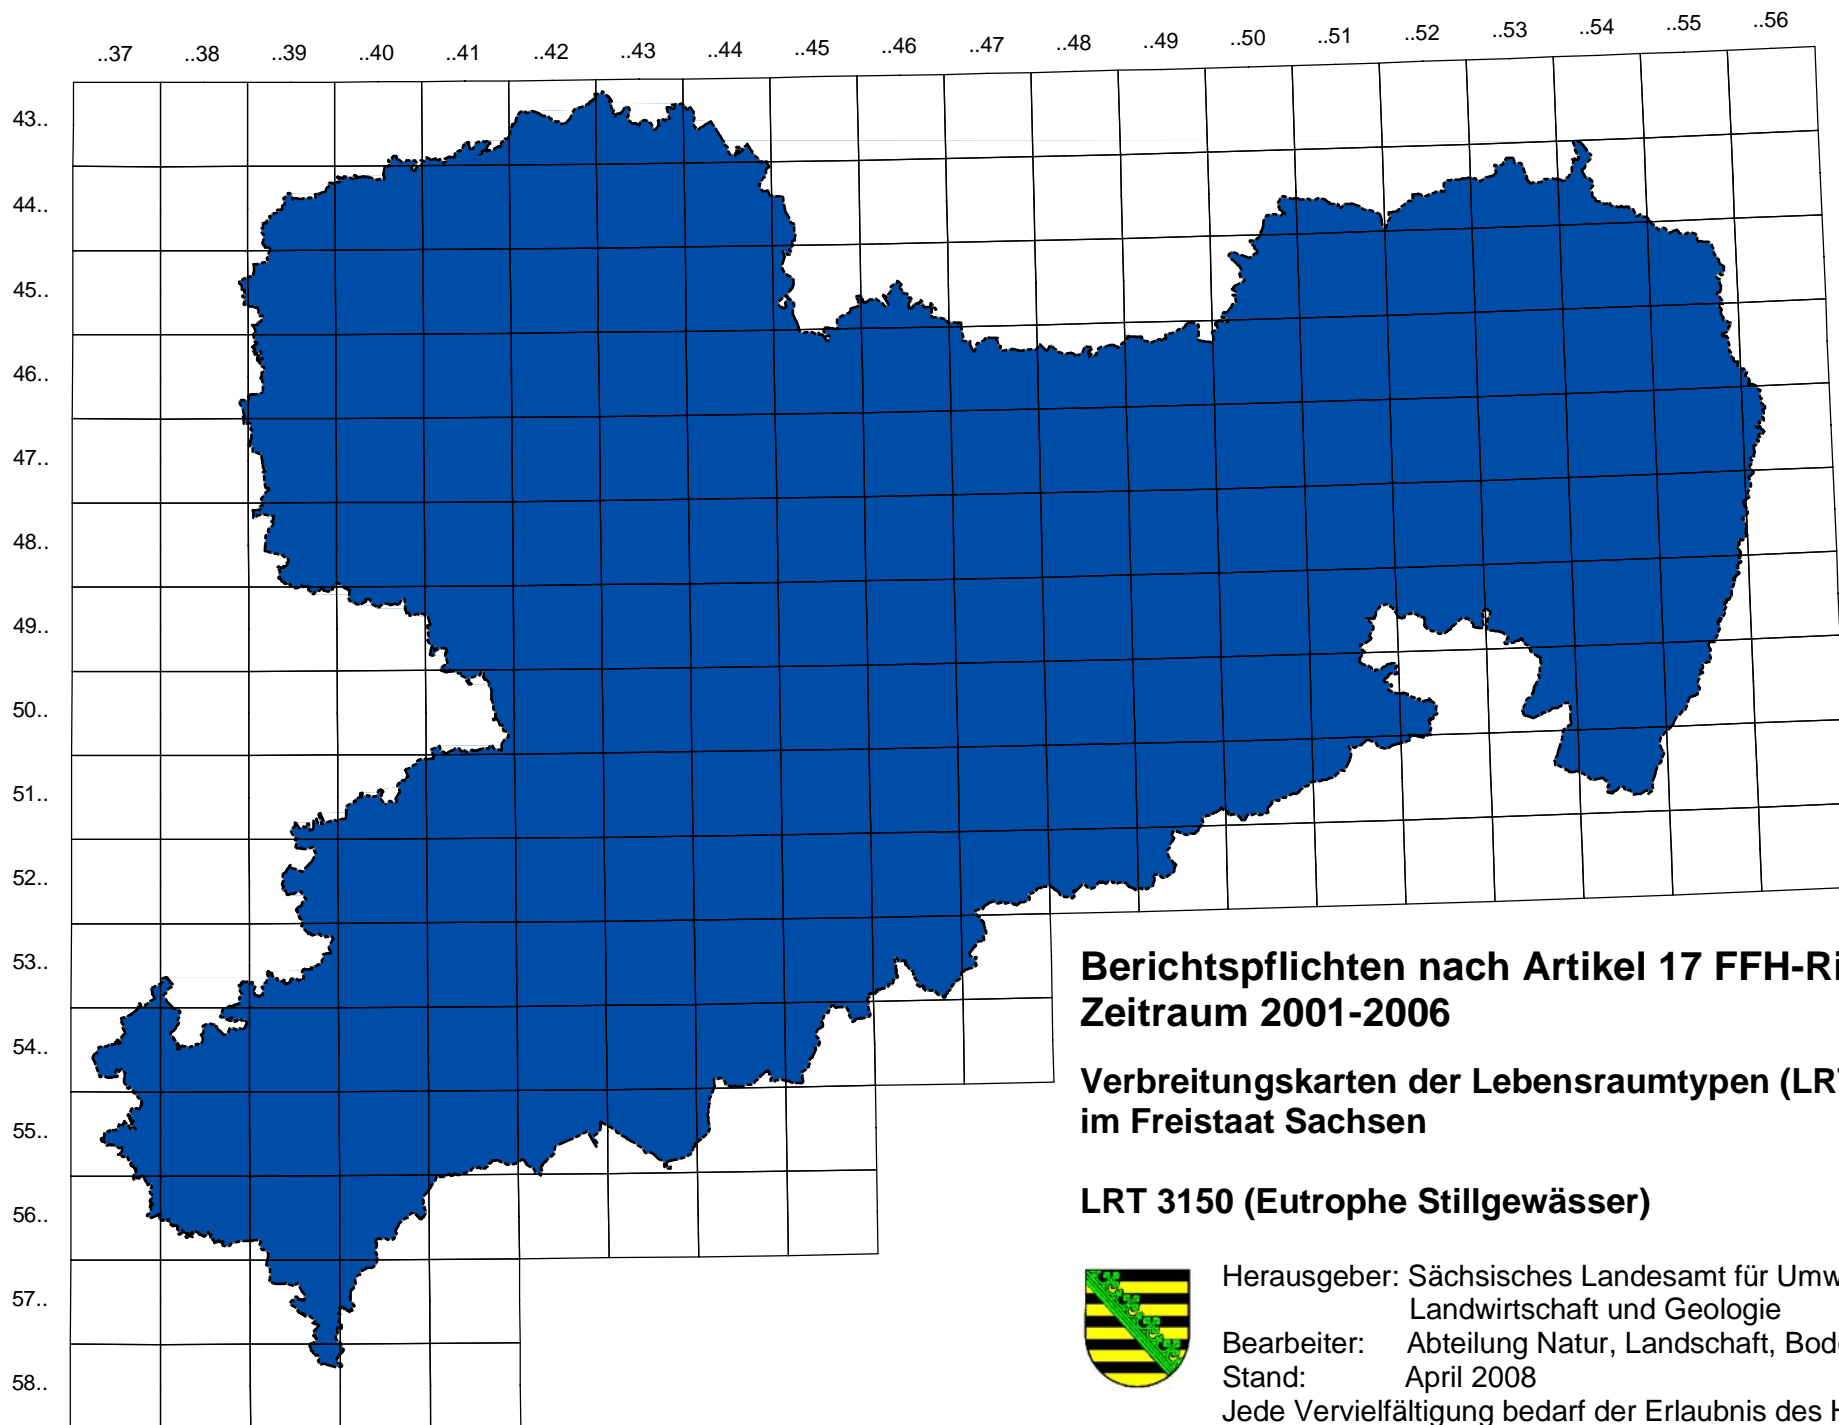 ..37 ..38 ..39 ..40 ..41 ..42 ..43 ..44 ..45 ..46 ..47 ..48 ..49 ..50 ..51 ..52 ..53 ..54 ..55 ..56
43..
44..
45..
46..
47..
48..
49..
50..
51..
52..
53..
54..
55..
56..
57..
58..
Berichtspflichten nach Artikel 17 FFH-Ri
Zeitraum 2001-2006
Verbreitungskarten der Lebensraumtypen (LRT
im Freistaat Sachsen
LRT 3150 (Eutrophe Stillgewässer)
Herausgeber: Sächsisches Landesamt für Umw
Landwirtschaft und Geologie
Bearbeiter: Abteilung Natur, Landschaft, Bod
Stand: April 2008
Jede Vervielfältigung bedarf der Erlaubnis des H